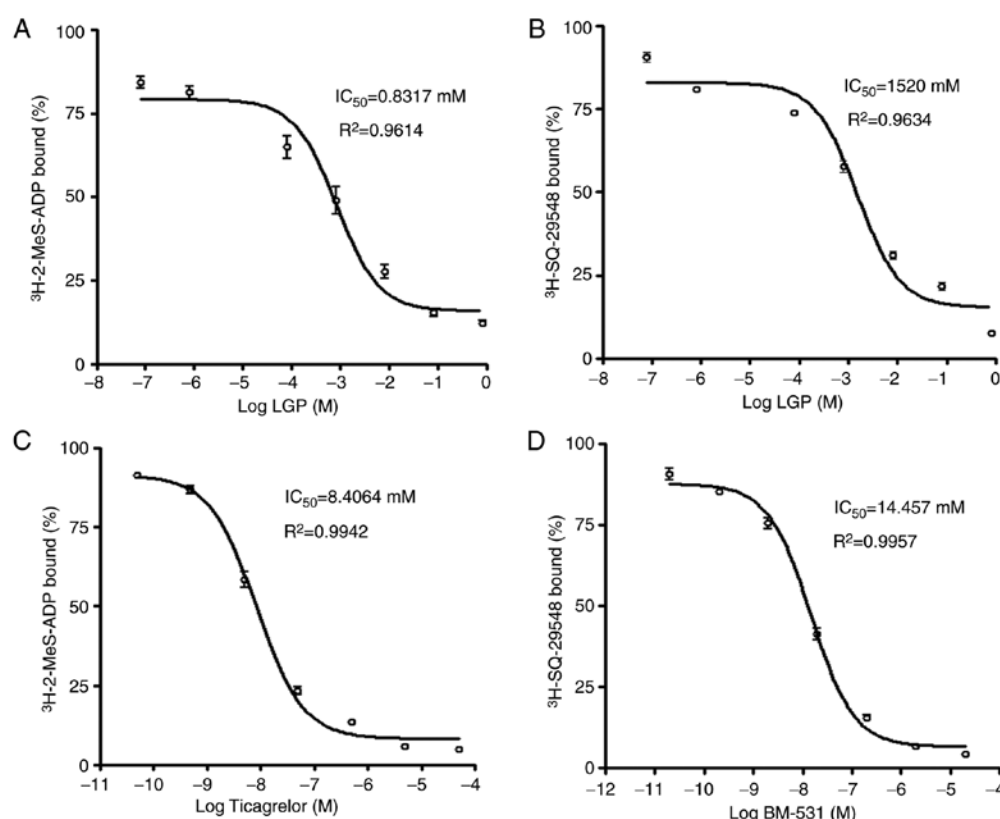 A
100
75
50
25
0
³H-2-MeS-ADP bound (%)
IC₅₀=0.8317 mM
R²=0.9614
−8 −7 −6 −5 −4 −3 −2 −1 0
Log LGP (M)
B
100
75
50
25
0
³H-SQ-29548 bound (%)
IC₅₀=1520 mM
R²=0.9634
−8 −7 −6 −5 −4 −3 −2 −1 0
Log LGP (M)
C
100
75
50
25
0
³H-2-MeS-ADP bound (%)
IC₅₀=8.4064 mM
R²=0.9942
−11 −10 −9 −8 −7 −6 −5 −4
Log Ticagrelor (M)
D
100
75
50
25
0
³H-SQ-29548 bound (%)
IC₅₀=14.457 mM
R²=0.9957
−12 −11 −10 −9 −8 −7 −6 −5 −4
Log BM-531 (M)